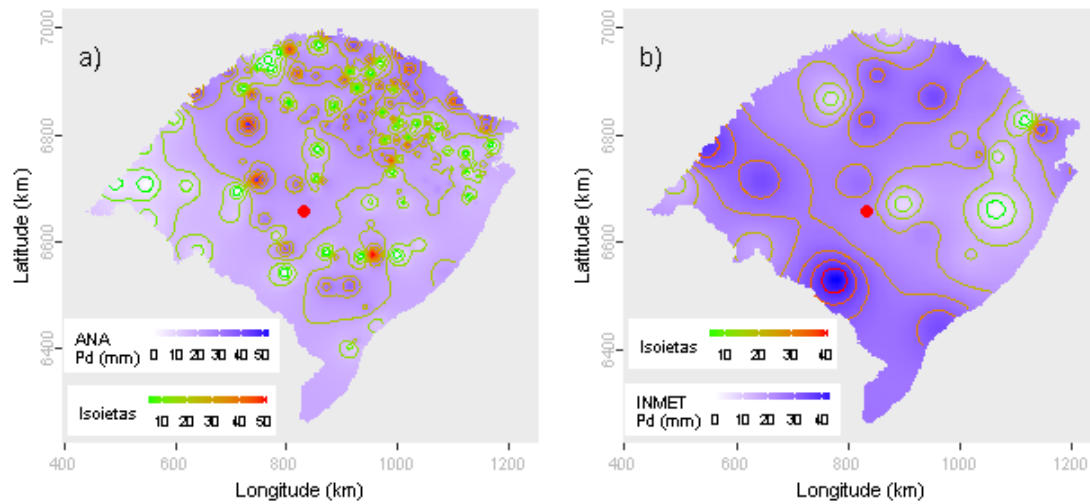 a)
Latitude (km)
7000
6800
6600
6400
ANA
Pd (mm)
0 10 20 30 40 50
Isoietas
10 20 30 40 50
400 600 800 1000 1200
Longitude (km)
b)
Latitude (km)
7000
6800
6600
6400
Isoietas
10 20 30 40
INMET
Pd (mm)
0 10 20 30 40
400 600 800 1000 1200
Longitude (km)